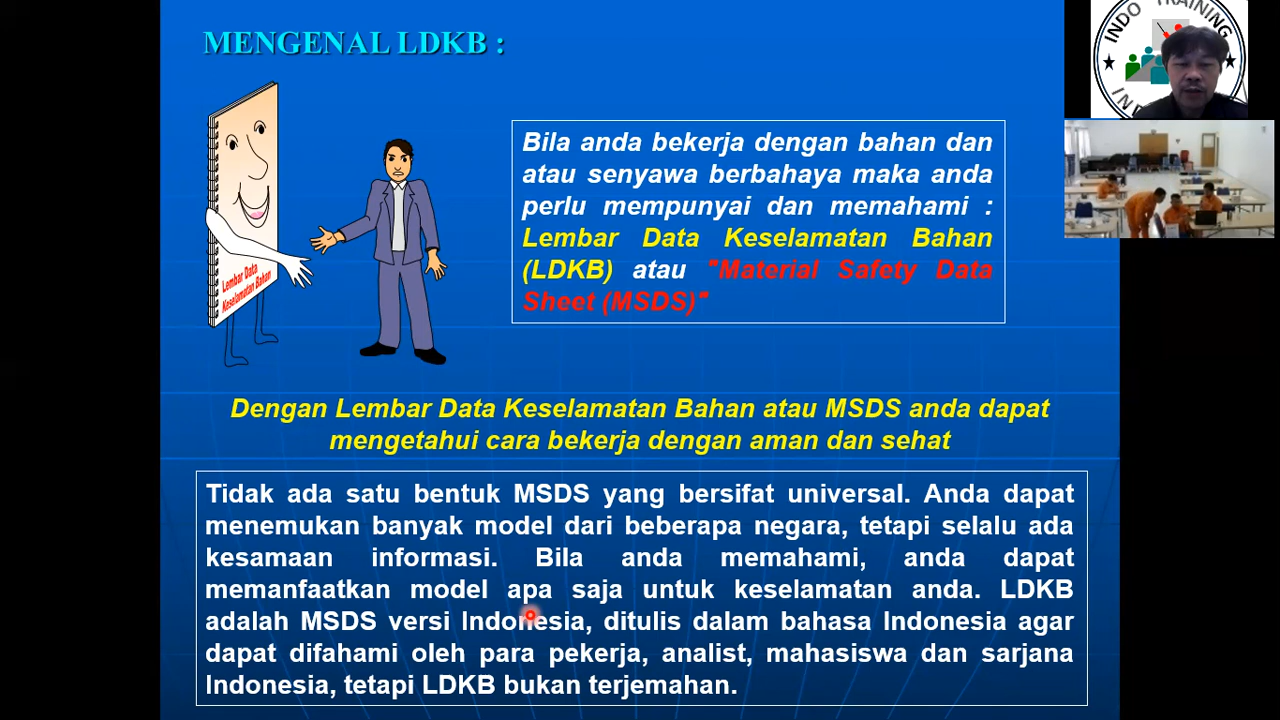 MENGENAL LDKB :
INDO TRAINING
Lembar Data
Keselamatan Bahan
Bila anda bekerja dengan bahan dan
atau senyawa berbahaya maka anda
perlu mempunyai dan memahami :
Lembar Data Keselamatan Bahan
(LDKB) atau "Material Safety Data
Sheet (MSDS)"
Dengan Lembar Data Keselamatan Bahan atau MSDS anda dapat
mengetahui cara bekerja dengan aman dan sehat
Tidak ada satu bentuk MSDS yang bersifat universal. Anda dapat
menemukan banyak model dari beberapa negara, tetapi selalu ada
kesamaan informasi. Bila anda memahami, anda dapat
memanfaatkan model apa saja untuk keselamatan anda. LDKB
adalah MSDS versi Indonesia, ditulis dalam bahasa Indonesia agar
dapat difahami oleh para pekerja, analist, mahasiswa dan sarjana
Indonesia, tetapi LDKB bukan terjemahan.